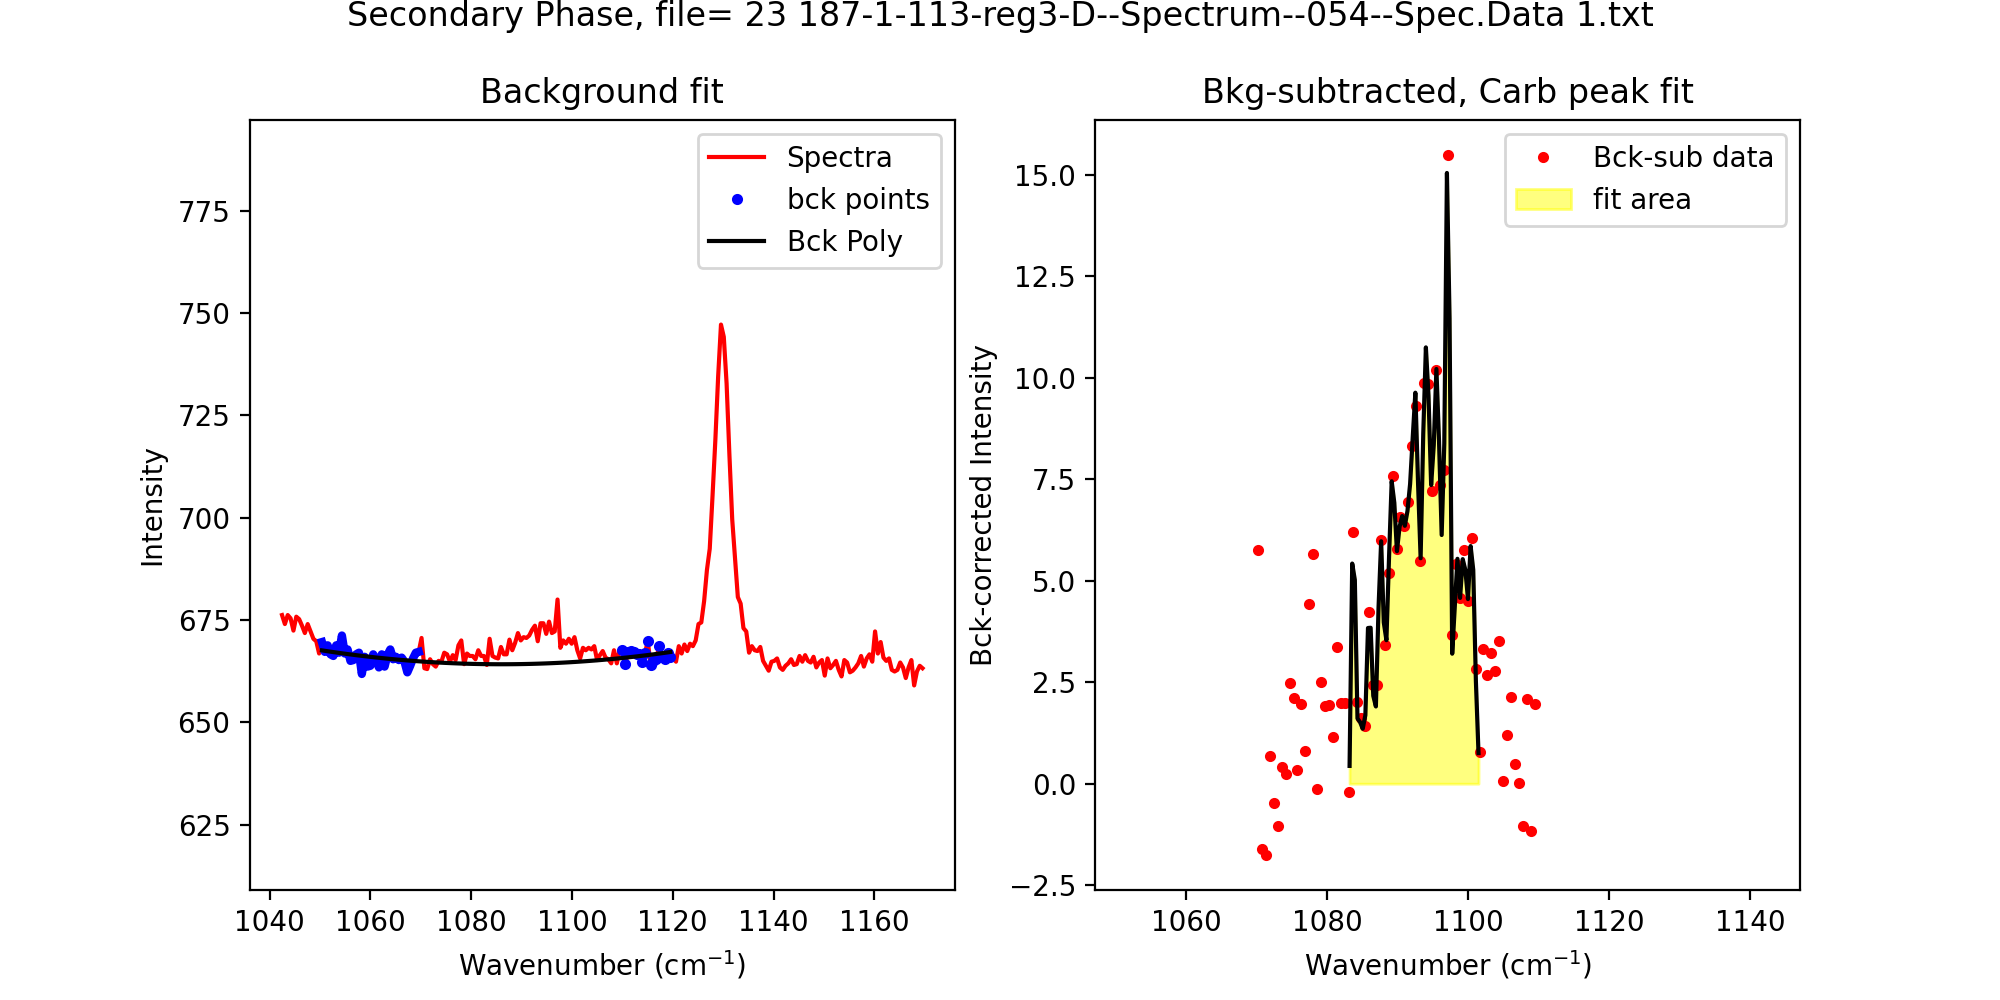 Secondary Phase, file= 23 187-1-113-reg3-D--Spectrum--054--Spec.Data 1.txt
Background fit
Spectra
bck points
Bck Poly
775
750
725
700
675
650
625
Intensity
1040 1060 1080 1100 1120 1140 1160
Wavenumber (cm⁻¹)
Bkg-subtracted, Carb peak fit
Bck-sub data
fit area
15.0
12.5
10.0
7.5
5.0
2.5
0.0
−2.5
Bck-corrected Intensity
1060 1080 1100 1120 1140
Wavenumber (cm⁻¹)